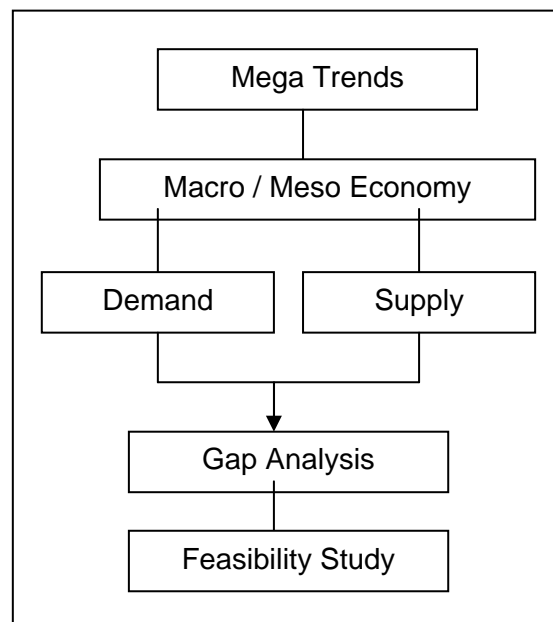 Mega Trends
Macro / Meso Economy
Demand
Supply
Gap Analysis
Feasibility Study